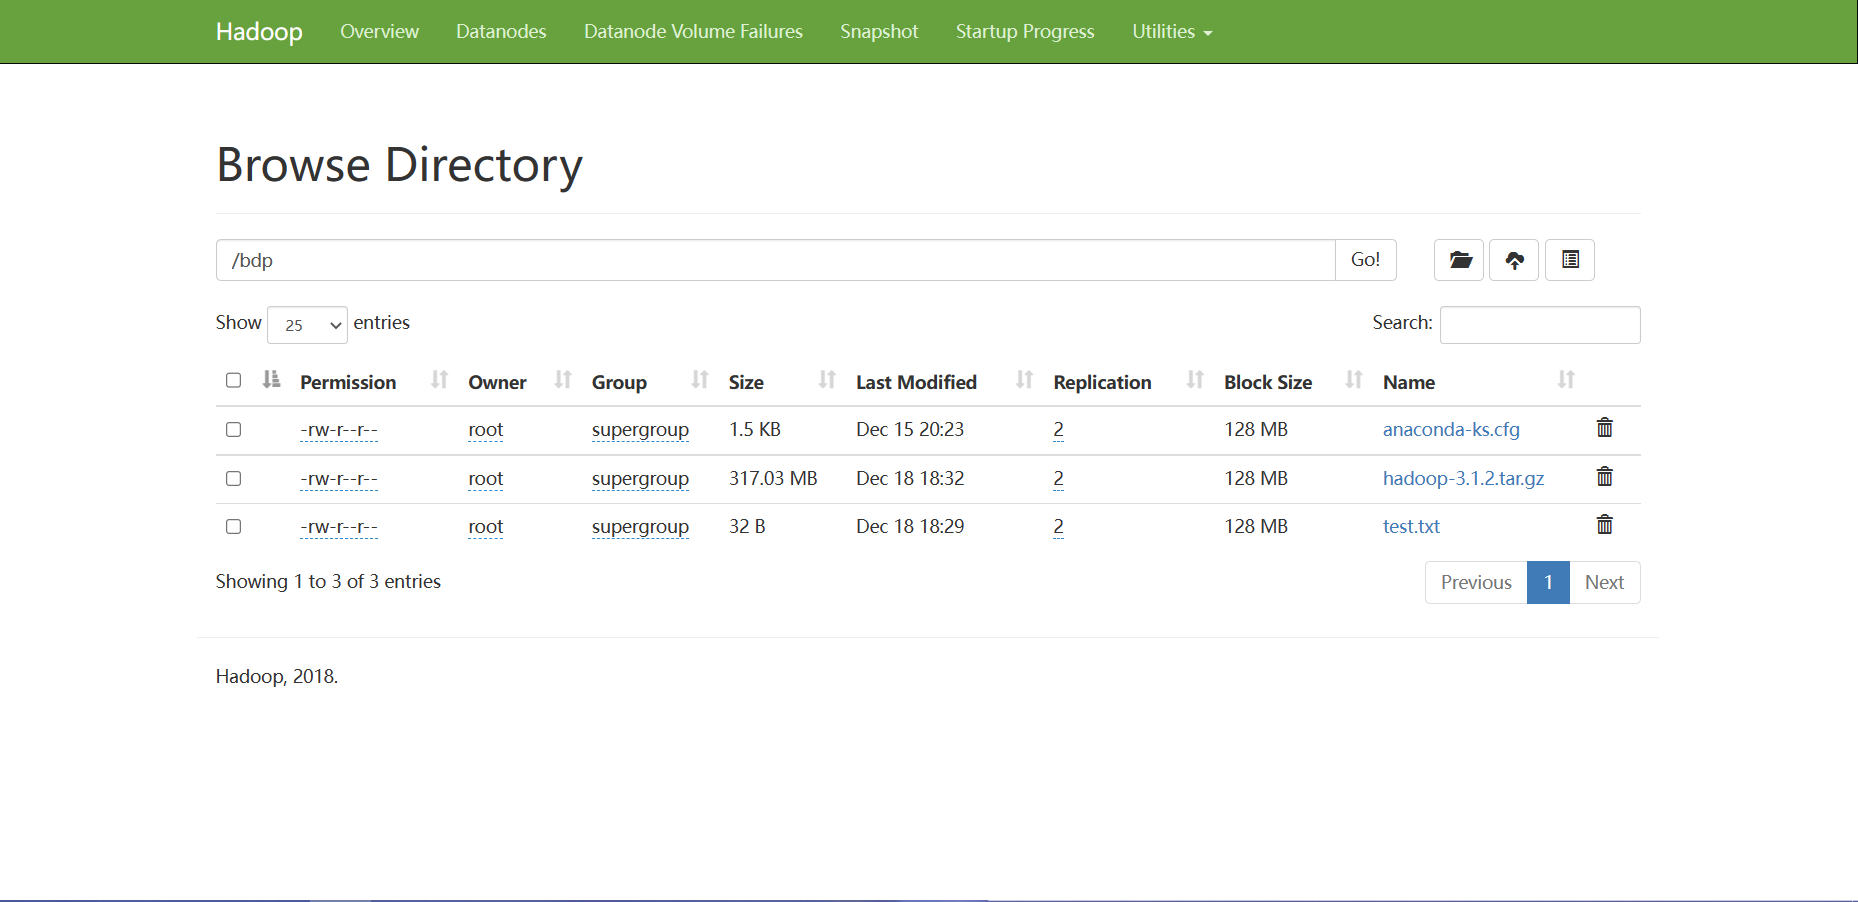 Hadoop Overview Datanodes Datanode Volume Failures Snapshot Startup Progress Utilities
Browse Directory
/bdp Go!
Show 25 entries Search:
Permission Owner Group Size Last Modified Replication Block Size Name
-rw-r--r-- root supergroup 1.5 KB Dec 15 20:23 2 128 MB anaconda-ks.cfg
-rw-r--r-- root supergroup 317.03 MB Dec 18 18:32 2 128 MB hadoop-3.1.2.tar.gz
-rw-r--r-- root supergroup 32 B Dec 18 18:29 2 128 MB test.txt
Showing 1 to 3 of 3 entries Previous 1 Next
Hadoop, 2018.